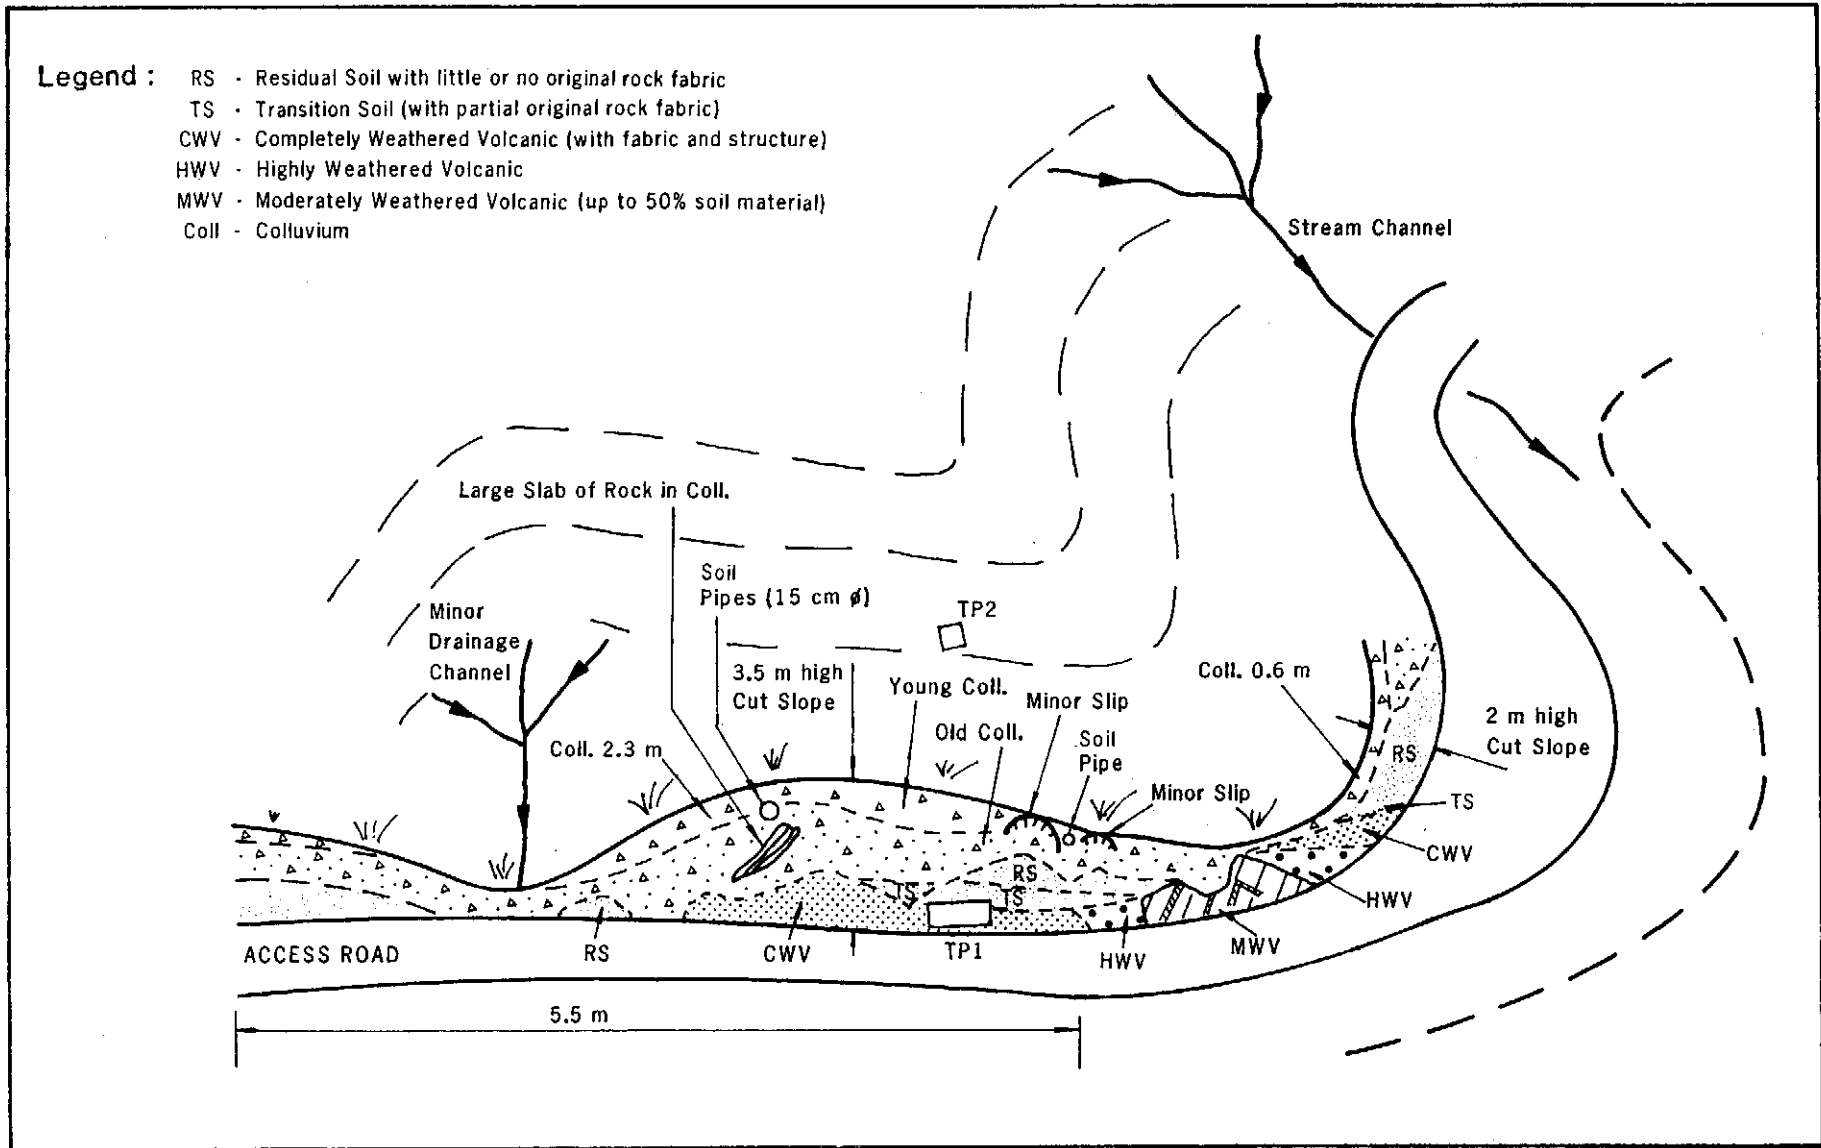 Legend :
RS - Residual Soil with little or no original rock fabric
TS - Transition Soil (with partial original rock fabric)
CWV - Completely Weathered Volcanic (with fabric and structure)
HWV - Highly Weathered Volcanic
MWV - Moderately Weathered Volcanic (up to 50% soil material)
Coll - Colluvium
Stream Channel
Large Slab of Rock in Coll.
Soil
Pipes (15 cm ø)
TP2
Minor
Drainage
Channel
3.5 m high
Cut Slope
Young Coll.
Minor Slip
Coll. 0.6 m
Old Coll.
Soil
Pipe
2 m high
Cut Slope
Coll. 2.3 m
Minor Slip
RS
TS
CWV
RS
TS
TS
HWV
ACCESS ROAD
RS
CWV
TP1
HWV
MWV
5.5 m